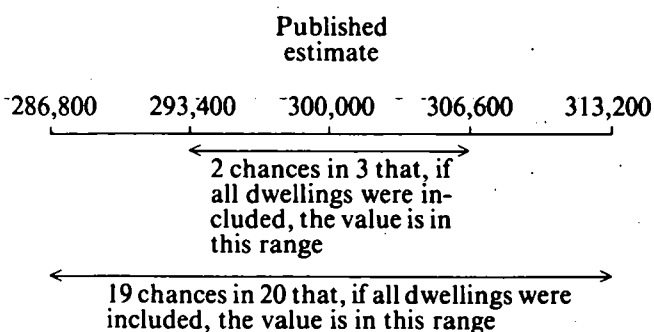 Published
estimate
286,800 293,400 300,000 306,600 313,200
2 chances in 3 that, if
all dwellings were in-
cluded, the value is in
this range
19 chances in 20 that, if all dwellings were
included, the value is in this range